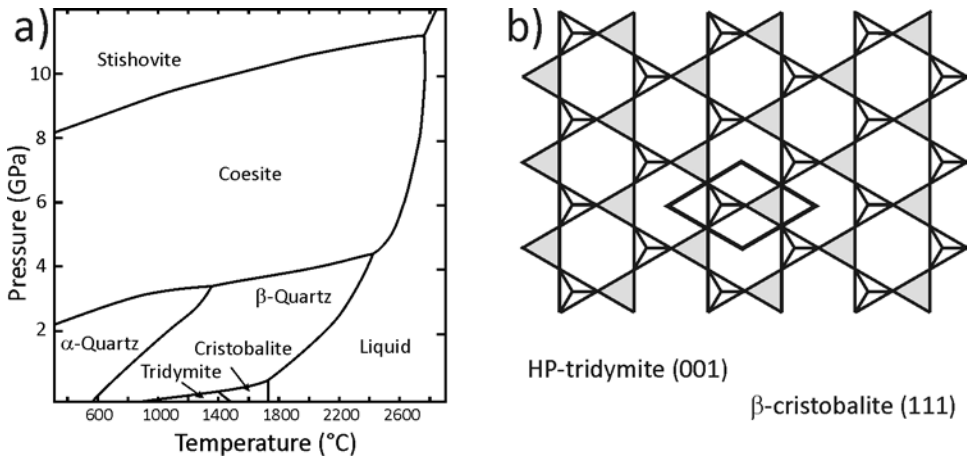 a)
Pressure (GPa)
10
8
6
4
2
Stishovite
Coesite
β-Quartz
α-Quartz
Cristobalite
Tridymite
Liquid
600 1000 1400 1800 2200 2600
Temperature (°C)
b)
HP-tridymite (001)
β-cristobalite (111)